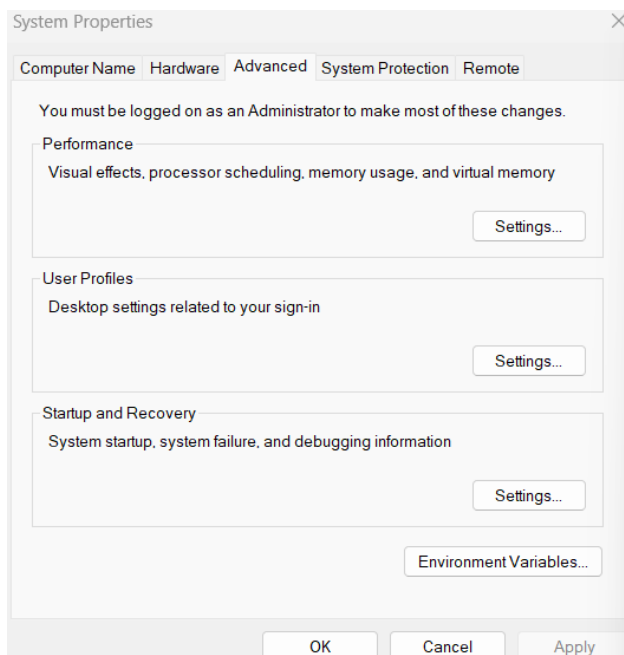 System Properties
Computer Name Hardware Advanced System Protection Remote
You must be logged on as an Administrator to make most of these changes.
Performance
Visual effects, processor scheduling, memory usage, and virtual memory
Settings...
User Profiles
Desktop settings related to your sign-in
Settings...
Startup and Recovery
System startup, system failure, and debugging information
Settings...
Environment Variables...
OK Cancel Apply